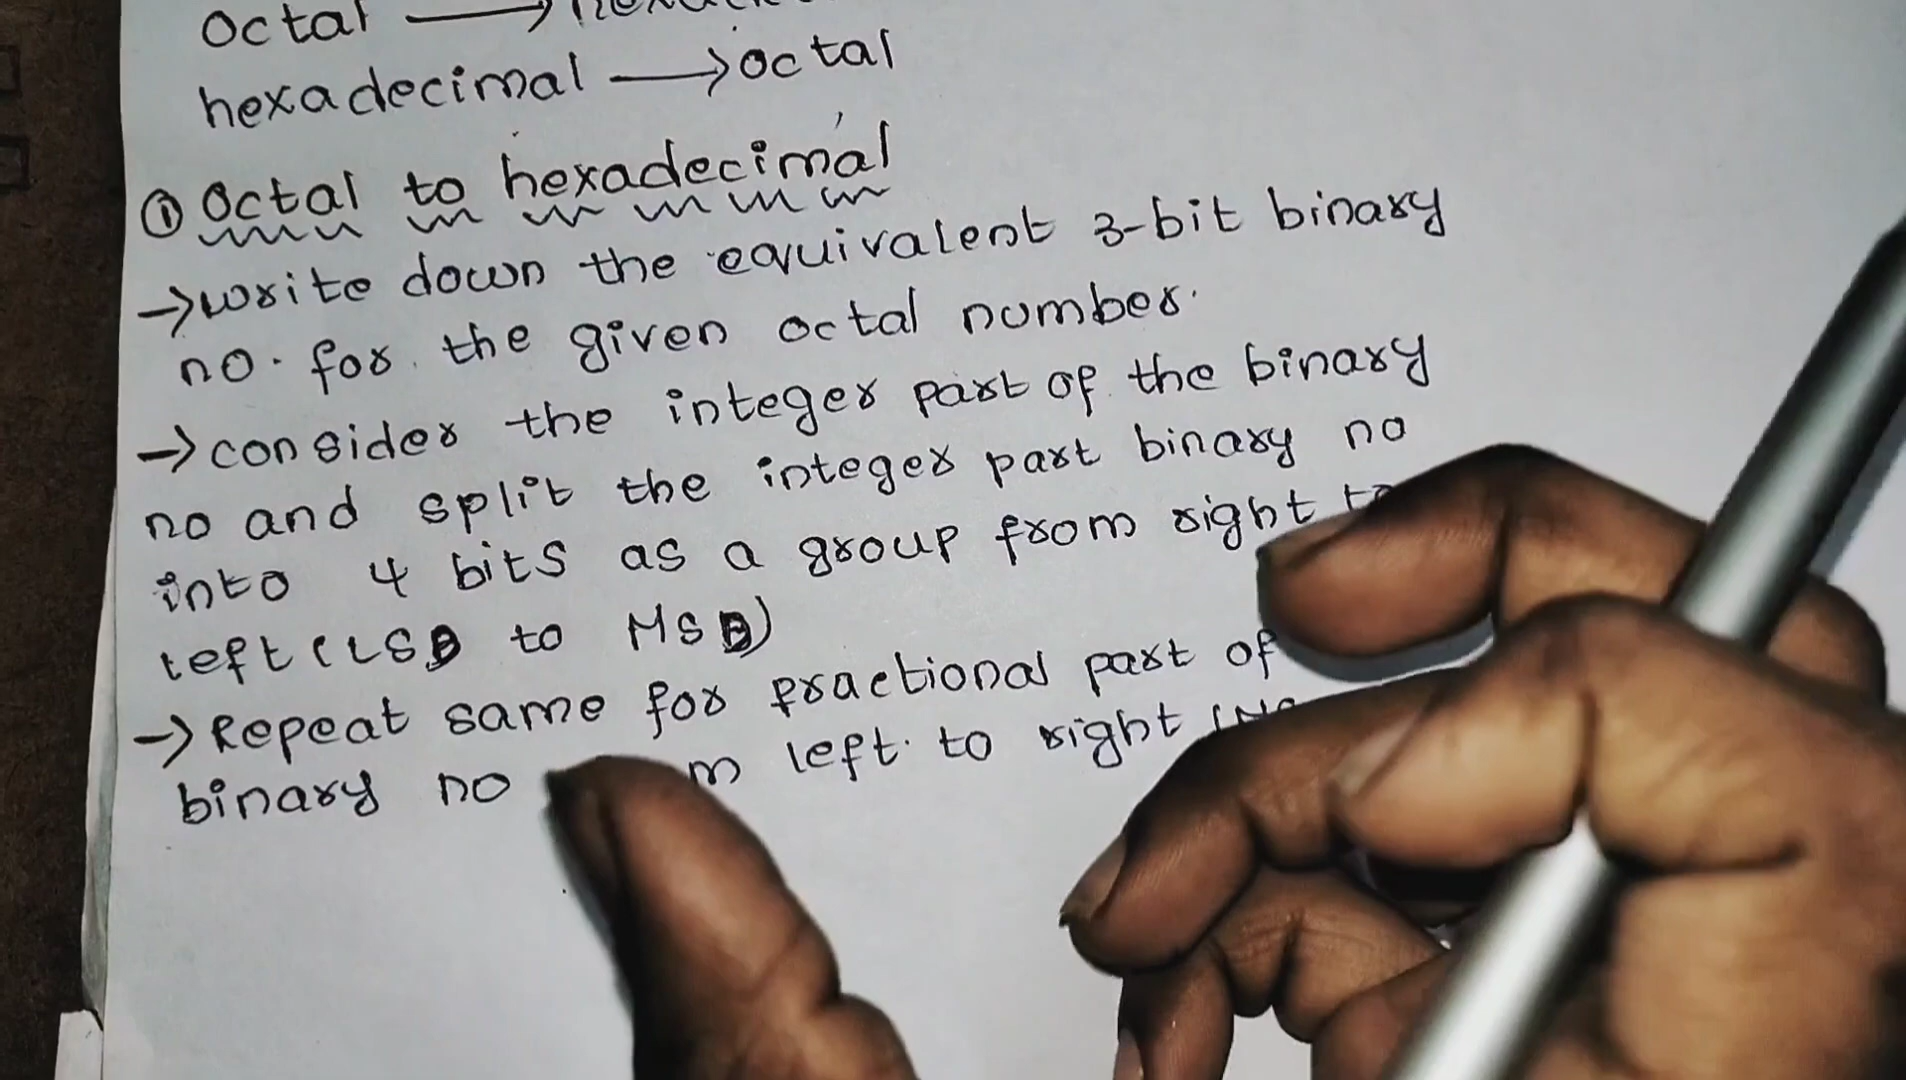 octal →
hexadecimal → octal
① Octal to hexadecimal
→ write down the equivalent 3-bit binary
no. for the given octal number.
→ consider the integer part of the binary
no and split the integer part binary no
into 4 bits as a group from right to
left (LSB to MSB)
→ Repeat same for fractional part of
binary no left to right